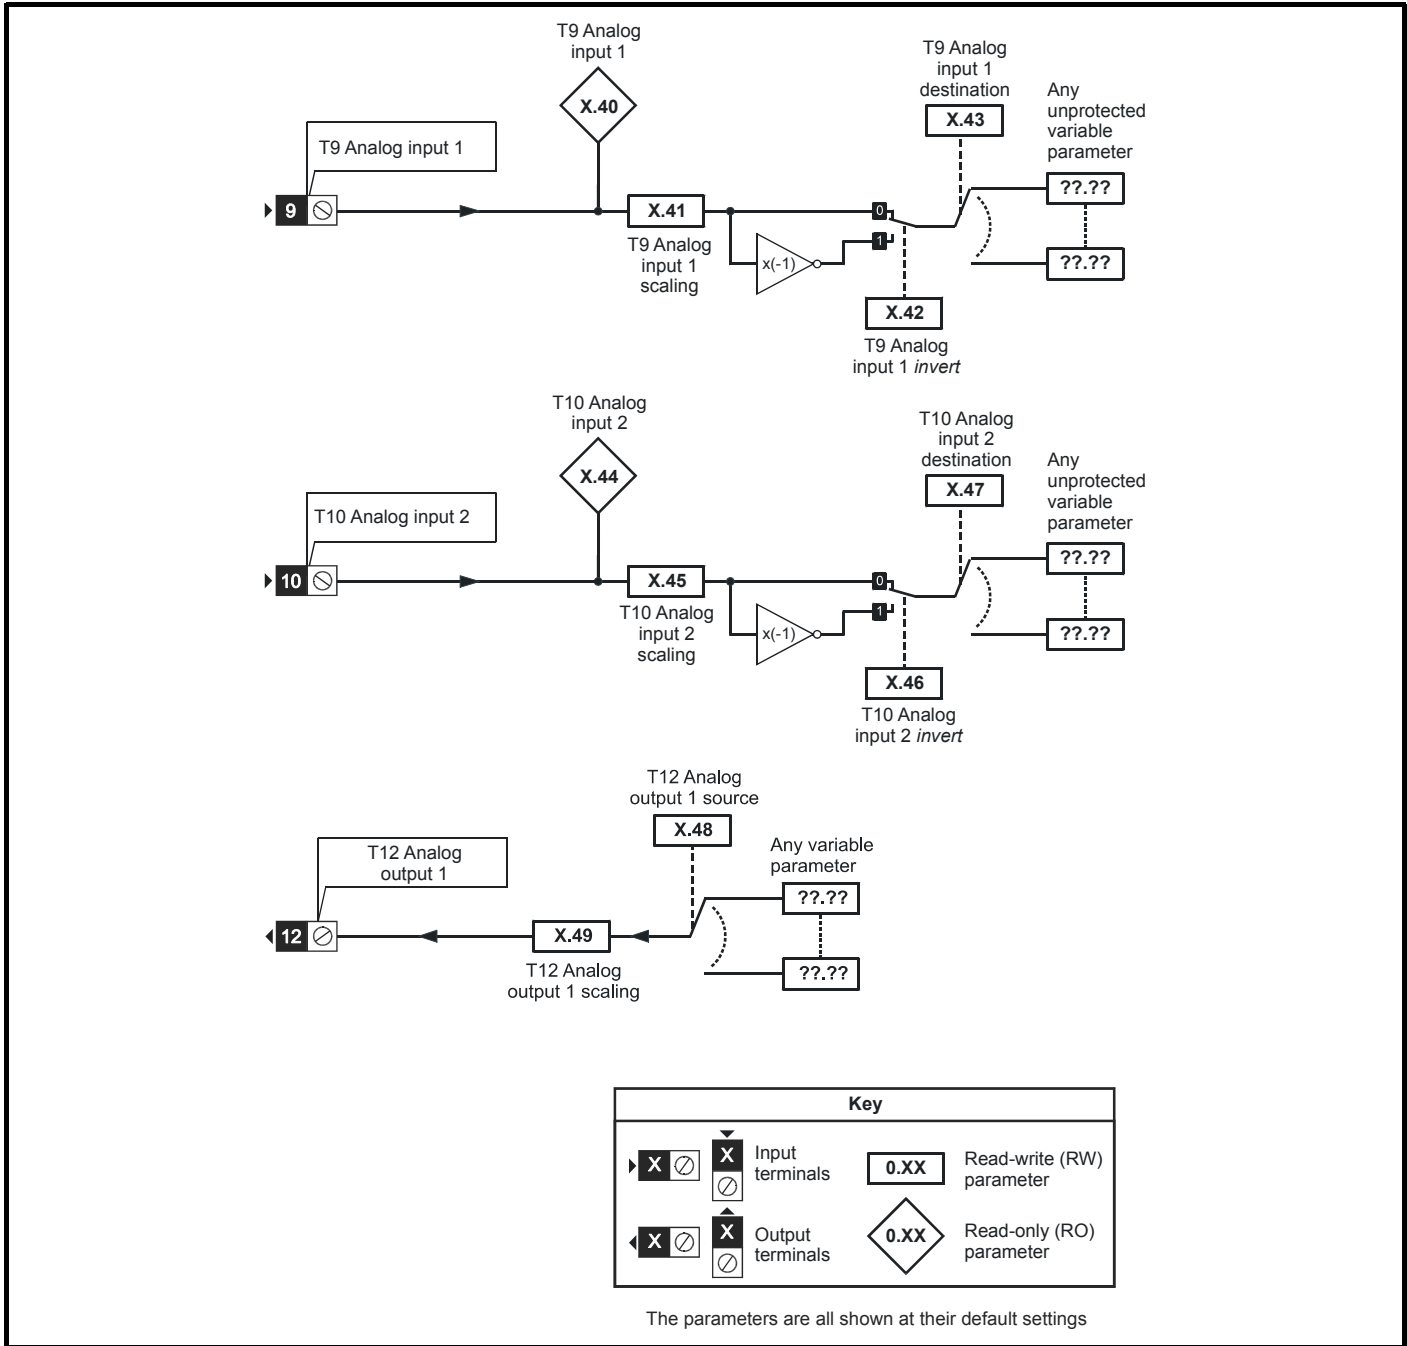 T9 Analog
input 1
X.40
T9 Analog input 1
9
X.41
T9 Analog
input 1
scaling
x(-1)
0
1
X.42
T9 Analog
input 1 invert
T9 Analog
input 1
destination
X.43
Any
unprotected
variable
parameter
??.??
??.??
T10 Analog
input 2
X.44
T10 Analog input 2
10
X.45
T10 Analog
input 2
scaling
x(-1)
0
1
X.46
T10 Analog
input 2 invert
T10 Analog
input 2
destination
X.47
Any
unprotected
variable
parameter
??.??
??.??
T12 Analog
output 1 source
X.48
Any variable
parameter
??.??
??.??
T12 Analog
output 1
12
X.49
T12 Analog
output 1 scaling
Key
X
X
Input
terminals
0.XX
Read-write (RW)
parameter
X
X
Output
terminals
0.XX
Read-only (RO)
parameter
The parameters are all shown at their default settings